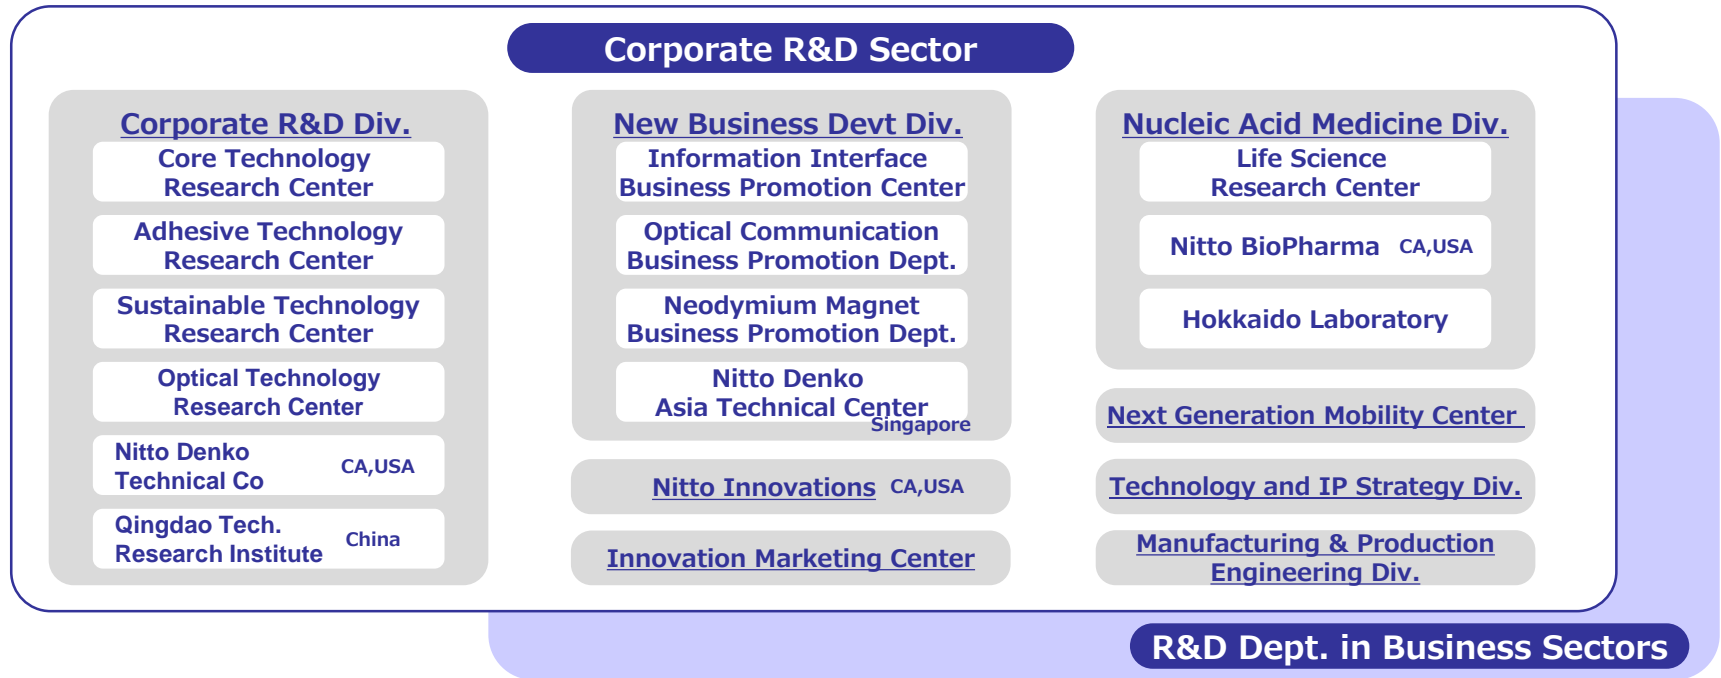 Corporate R&D Sector
Corporate R&D Div.
Core Technology
Research Center
Adhesive Technology
Research Center
Sustainable Technology
Research Center
Optical Technology
Research Center
Nitto Denko
Technical Co
CA,USA
Qingdao Tech.
Research Institute
China
New Business Devt Div.
Information Interface
Business Promotion Center
Optical Communication
Business Promotion Dept.
Neodymium Magnet
Business Promotion Dept.
Nitto Denko
Asia Technical Center
Singapore
Nitto Innovations CA,USA
Innovation Marketing Center
Nucleic Acid Medicine Div.
Life Science
Research Center
Nitto BioPharma CA,USA
Hokkaido Laboratory
Next Generation Mobility Center
Technology and IP Strategy Div.
Manufacturing & Production
Engineering Div.
R&D Dept. in Business Sectors